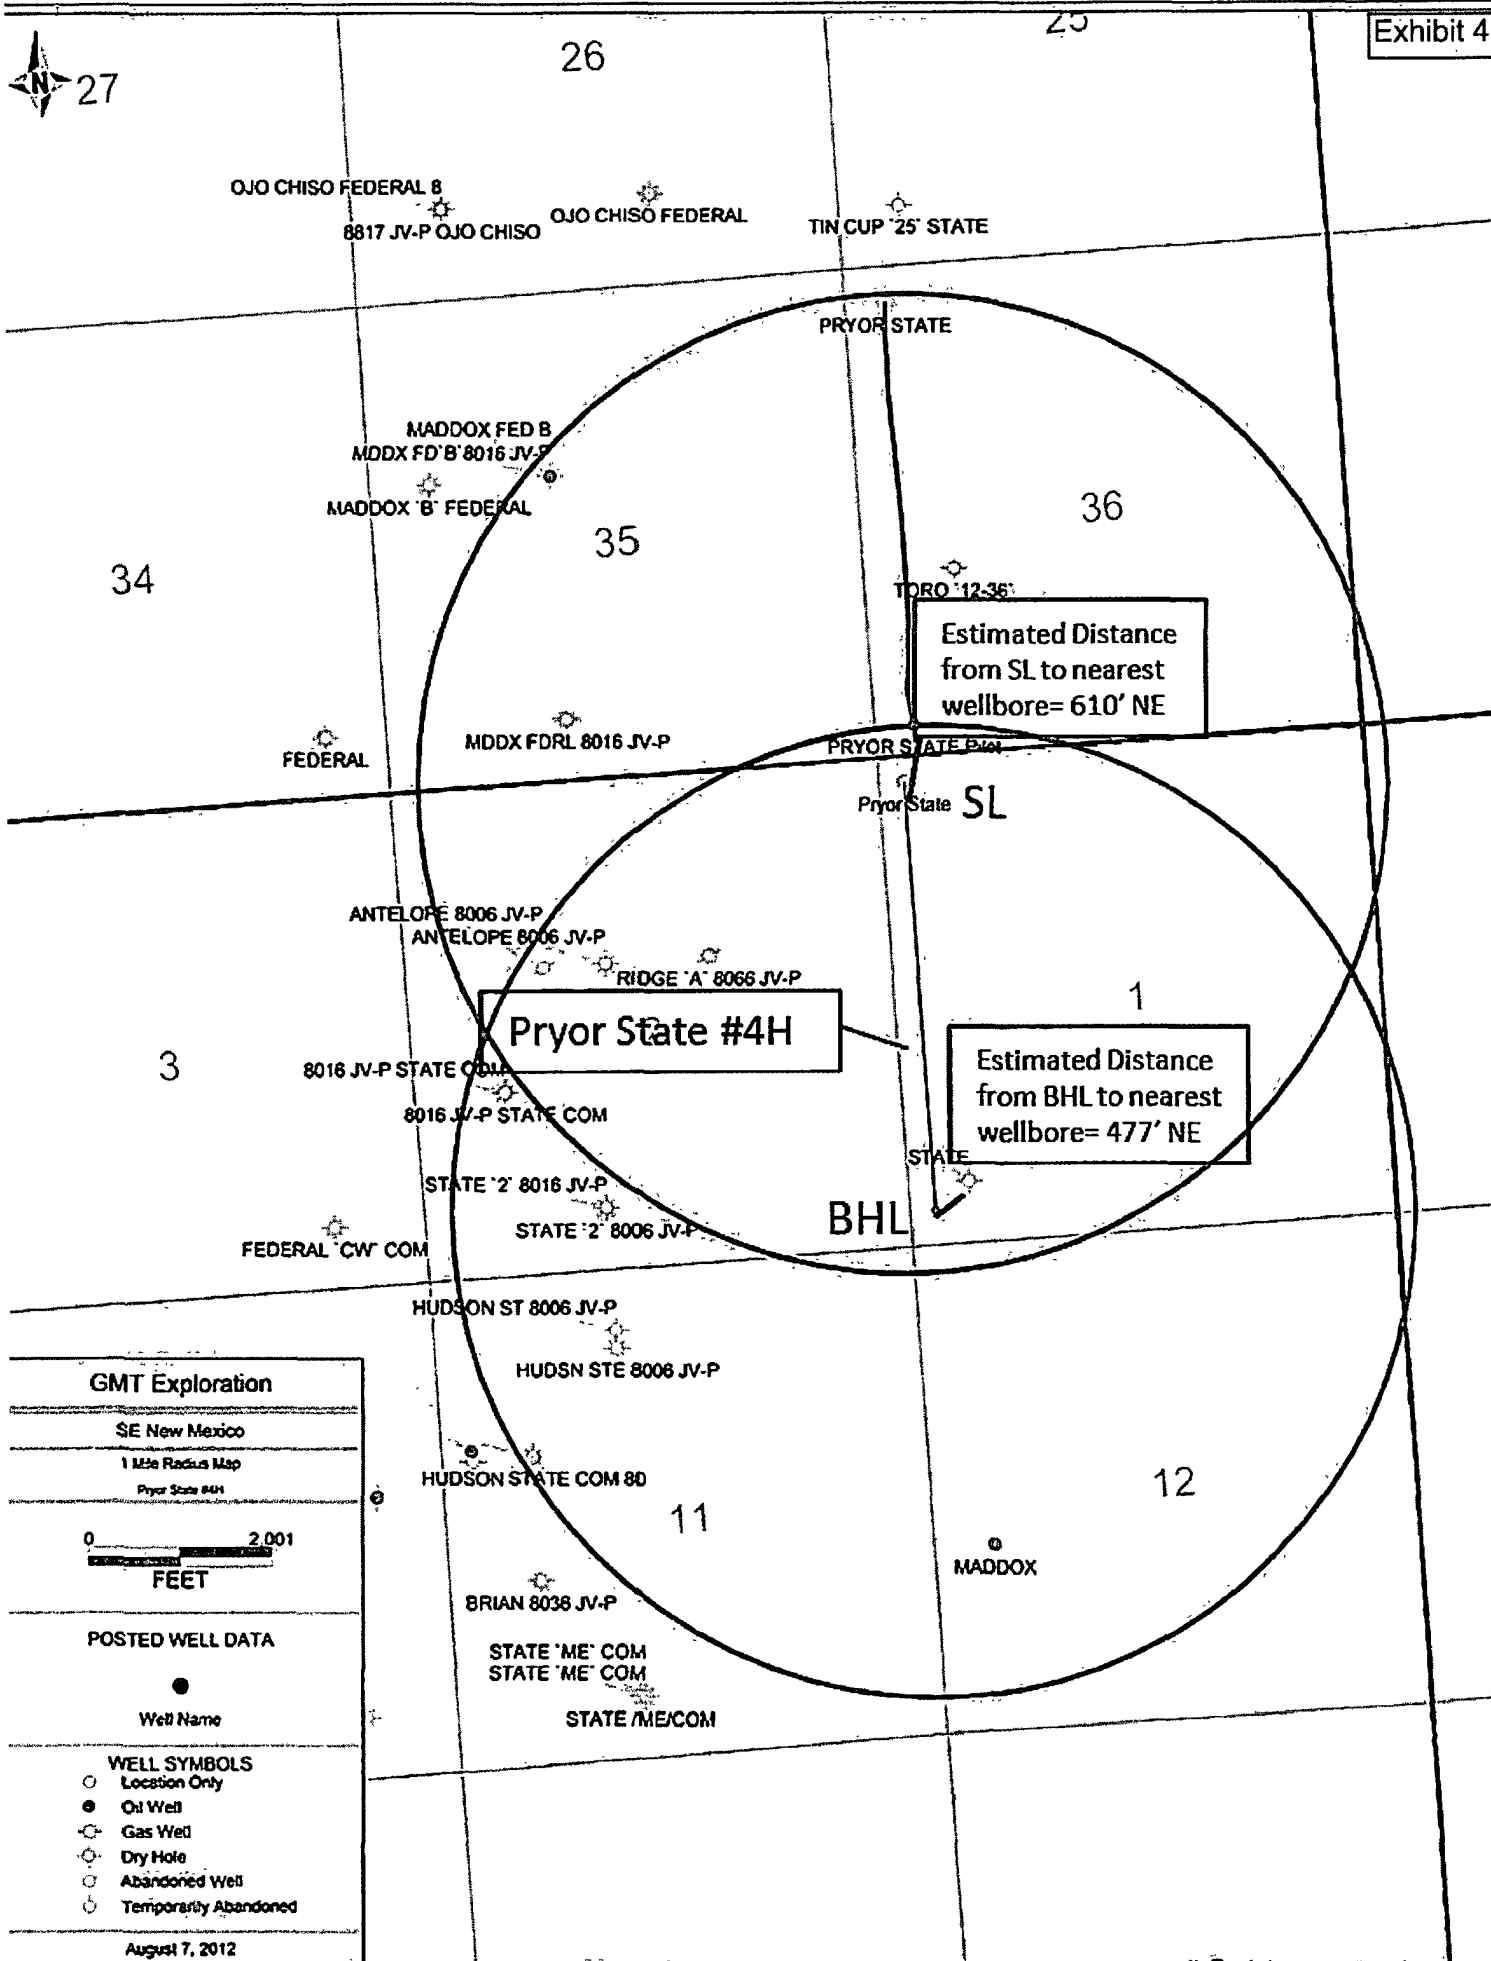 Exhibit 4
26
27
OJO CHISO FEDERAL 8
8817 JV-P OJO CHISO
OJO CHISO FEDERAL
TIN CUP "25" STATE
PRYOR STATE
MADDOX FED B
MDDX FD"B"8016 JV-P
MADDOX "B" FEDERAL
35
36
34
TORO "12-36"
Estimated Distance
from SL to nearest
wellbore= 610' NE
FEDERAL
MDDX FDRL 8016 JV-P
PRYOR STATE Pilot
Pryor State
SL
ANTELOPE 8006 JV-P
ANTELOPE 8006 JV-P
RIDGE "A" 8066 JV-P
Pryor State #4H
1
3
8016 JV-P STATE COM
8016 JV-P STATE COM
Estimated Distance
from BHL to nearest
wellbore= 477' NE
STATE
STATE "2" 8016 JV-P
STATE "2" 8006 JV-P
BHL
FEDERAL "CW" COM
HUDSON ST 8006 JV-P
HUDSN STE 8006 JV-P
HUDSON STATE COM 80
11
12
MADDOX
BRIAN 8036 JV-P
STATE "ME" COM
STATE "ME" COM
STATE /ME/COM
GMT Exploration
SE New Mexico
1 Mile Radius Map
Pryor State #4H
0 2,001
FEET
POSTED WELL DATA
Well Name
WELL SYMBOLS
Location Only
Oil Well
Gas Well
Dry Hole
Abandoned Well
Temporarily Abandoned
August 7, 2012
N